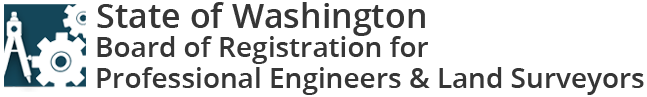 State of Washington
Board of Registration for
Professional Engineers & Land Surveyors